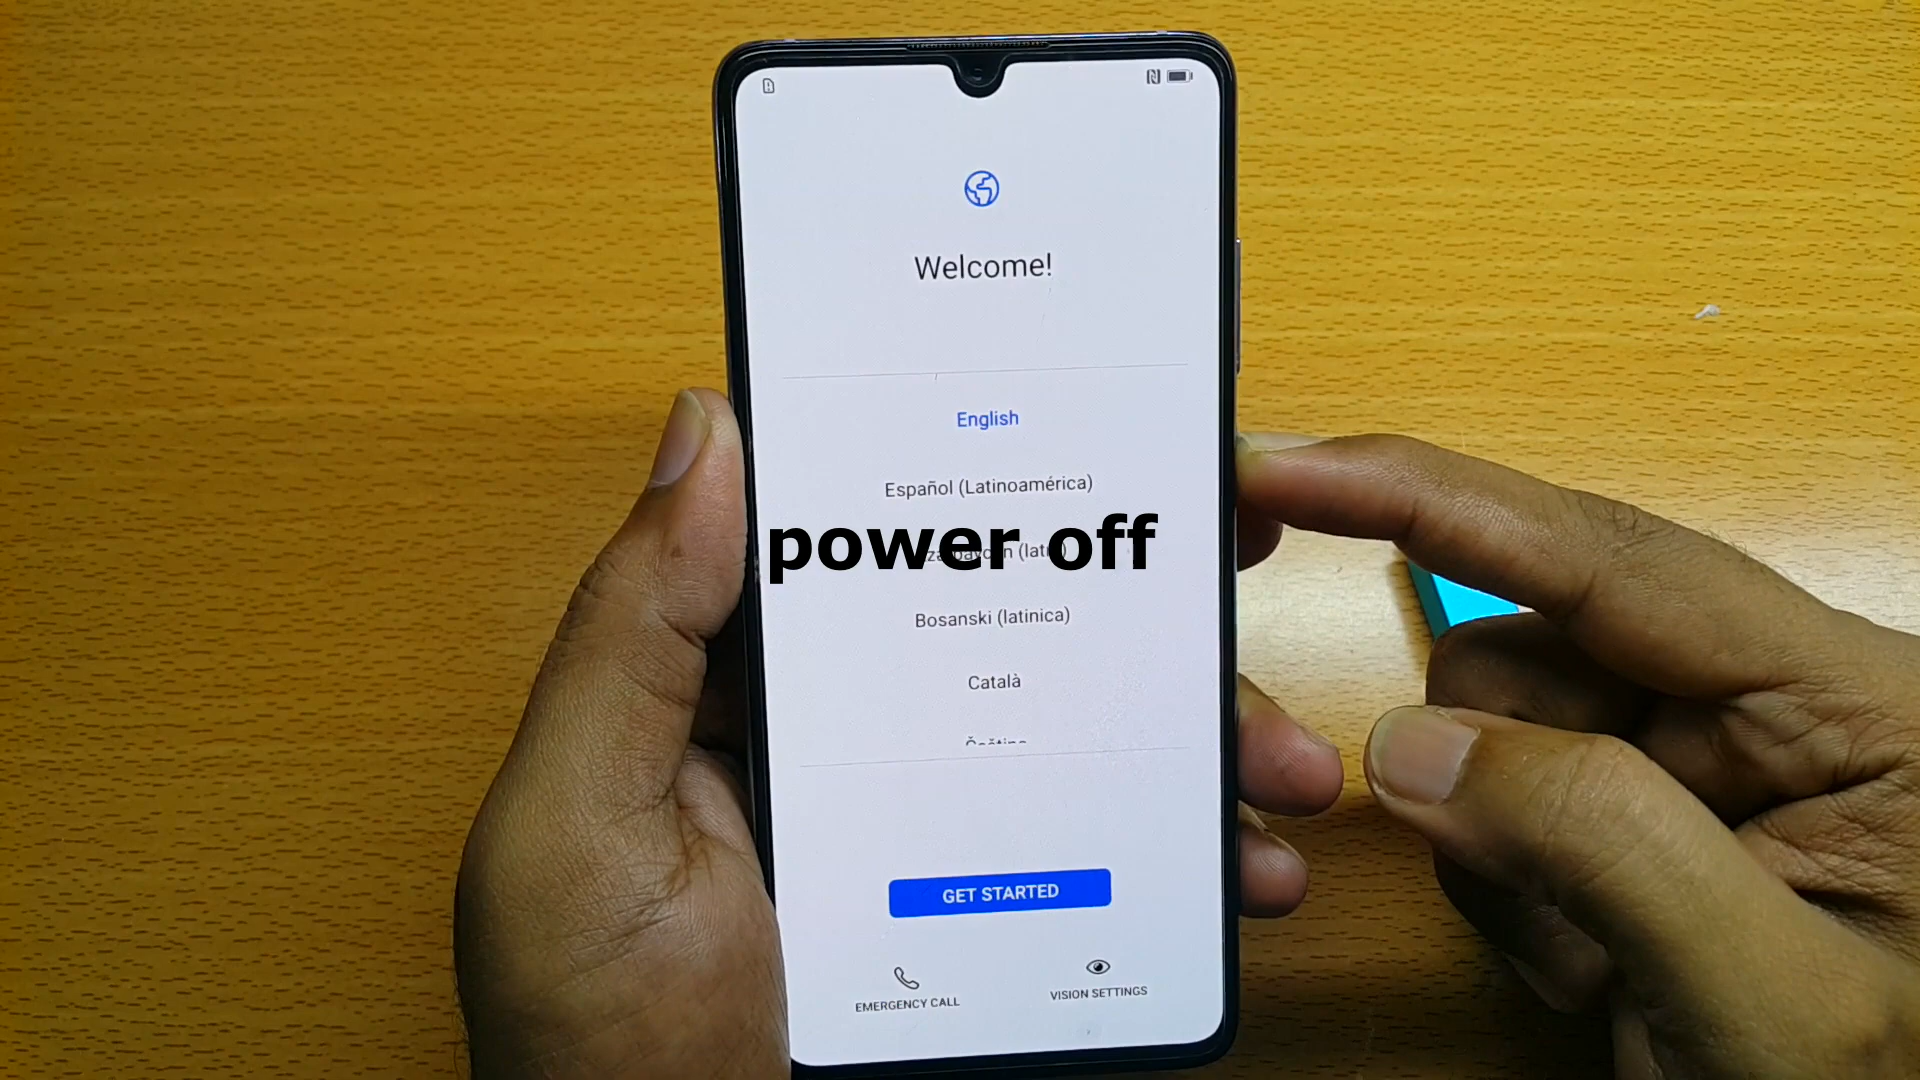 Welcome!
English
Español (Latinoamérica)
power off
Bosanski (latinica)
Català
GET STARTED
EMERGENCY CALL
VISION SETTINGS